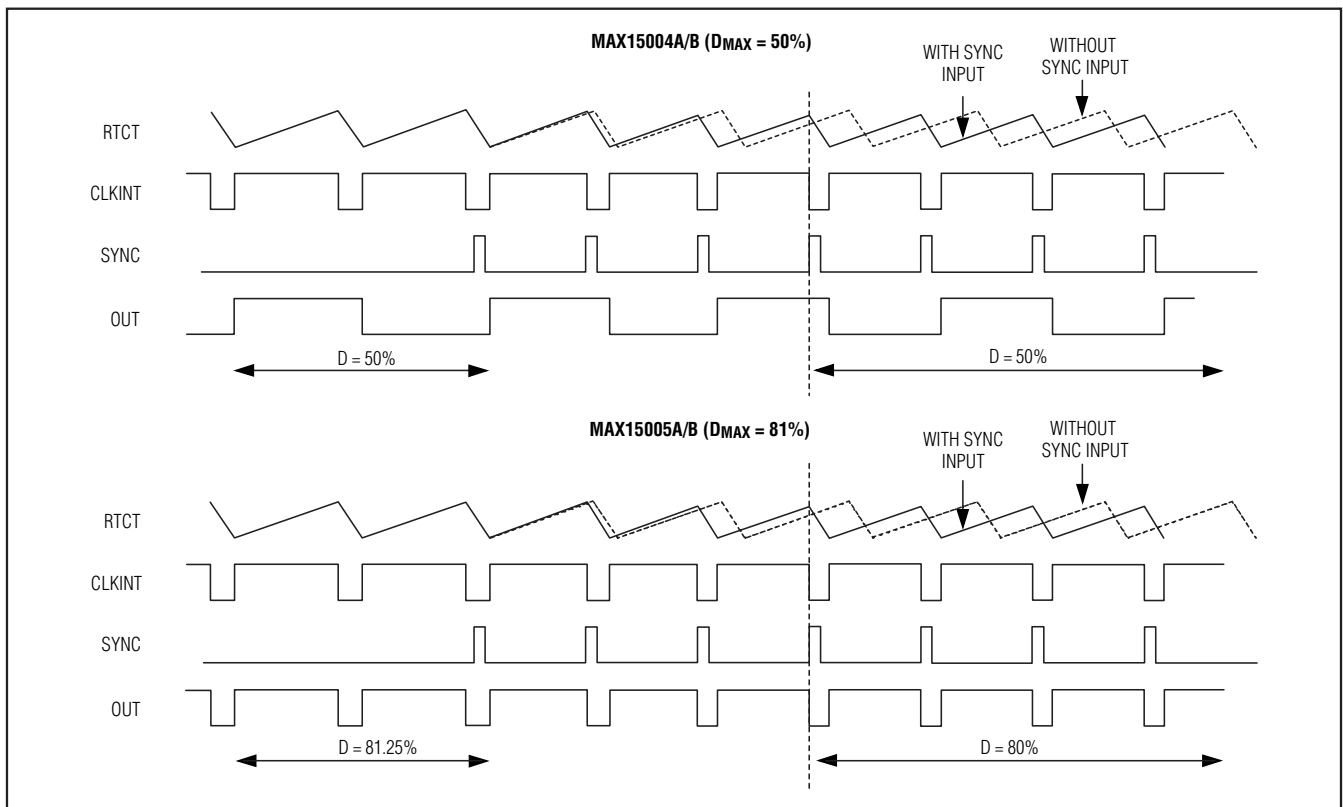 MAX15004A/B (DMAX = 50%)
WITH SYNC
INPUT
WITHOUT
SYNC INPUT
RTCT
CLKINT
SYNC
OUT
D = 50%
D = 50%
MAX15005A/B (DMAX = 81%)
WITH SYNC
INPUT
WITHOUT
SYNC INPUT
RTCT
CLKINT
SYNC
OUT
D = 81.25%
D = 80%